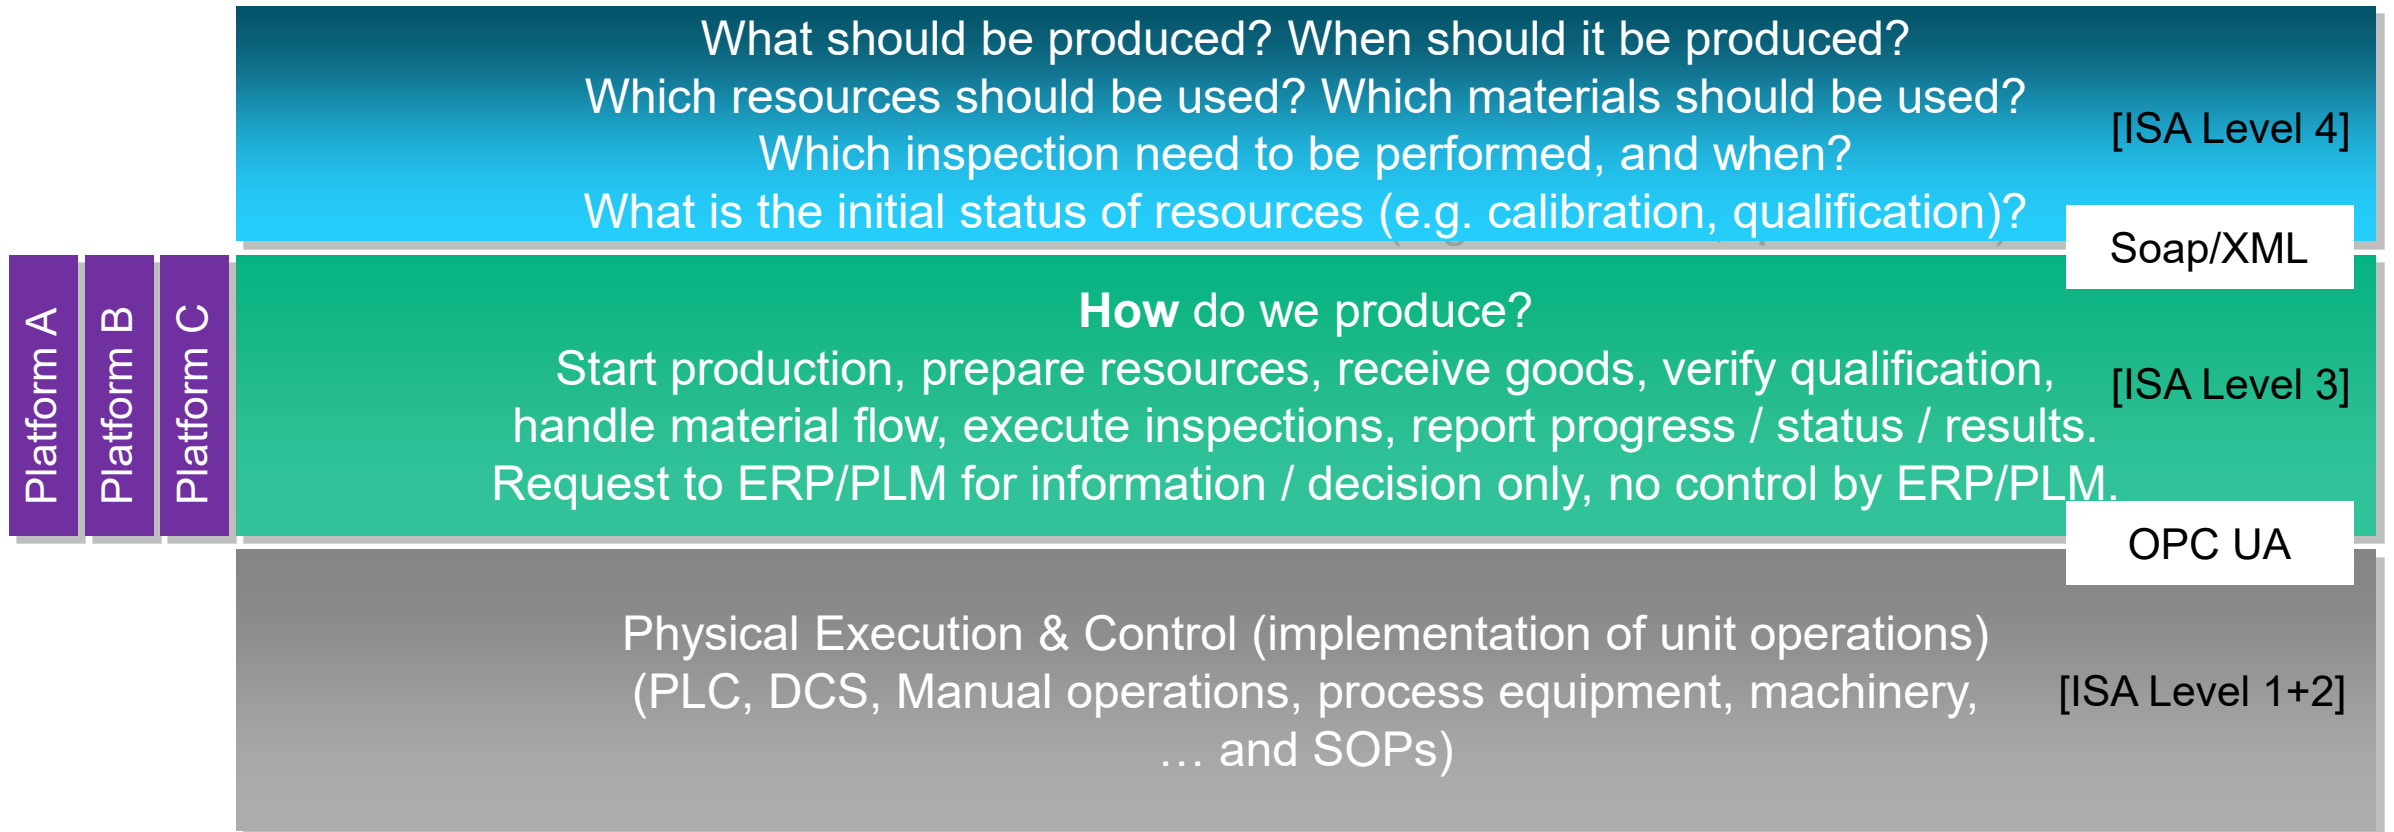 What should be produced? When should it be produced?
Which resources should be used? Which materials should be used?
Which inspection need to be performed, and when?
What is the initial status of resources (e.g. calibration, qualification)?
[ISA Level 4]
Soap/XML
Platform A
Platform B
Platform C
How do we produce?
Start production, prepare resources, receive goods, verify qualification,
handle material flow, execute inspections, report progress / status / results.
Request to ERP/PLM for information / decision only, no control by ERP/PLM.
[ISA Level 3]
OPC UA
Physical Execution & Control (implementation of unit operations)
(PLC, DCS, Manual operations, process equipment, machinery,
… and SOPs)
[ISA Level 1+2]